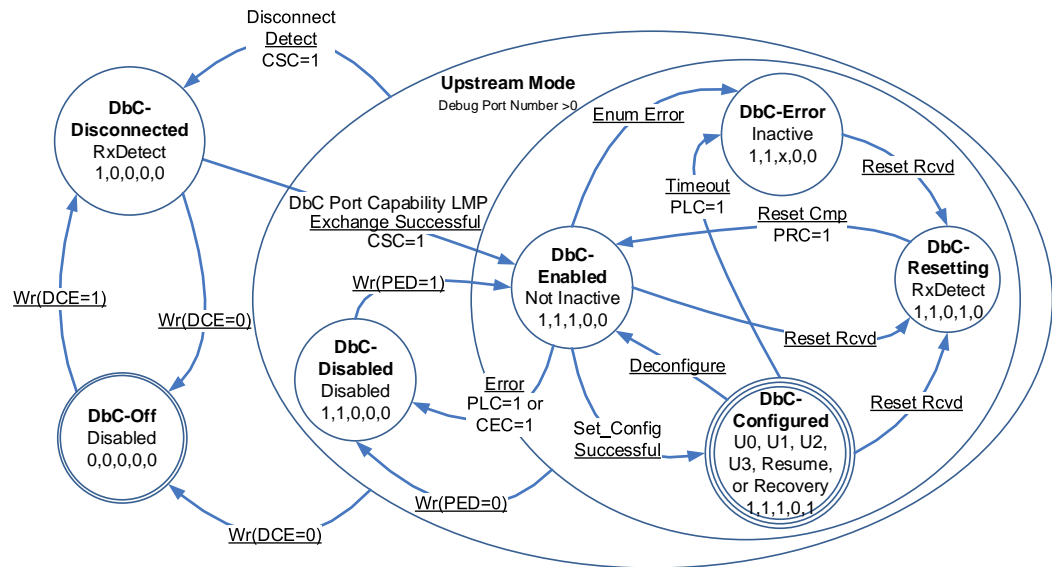 Disconnect
Detect
CSC=1
Upstream Mode
Debug Port Number >0
DbC-
Disconnected
RxDetect
1,0,0,0,0
Enum Error
DbC-Error
Inactive
1,1,x,0,0
Reset Rcvd
Timeout
PLC=1
DbC Port Capability LMP
Exchange Successful
CSC=1
Reset Cmp
PRC=1
DbC-
Enabled
Not Inactive
1,1,1,0,0
DbC-
Resetting
RxDetect
1,1,0,1,0
Wr(DCE=1)
Wr(DCE=0)
Wr(PED=1)
Reset Rcvd
DbC-
Disabled
Disabled
1,1,0,0,0
Error
PLC=1 or
CEC=1
Deconfigure
Set_Config
Successful
DbC-
Configured
U0, U1, U2,
U3, Resume,
or Recovery
1,1,1,0,1
Reset Rcvd
DbC-Off
Disabled
0,0,0,0,0
Wr(PED=0)
Wr(DCE=0)